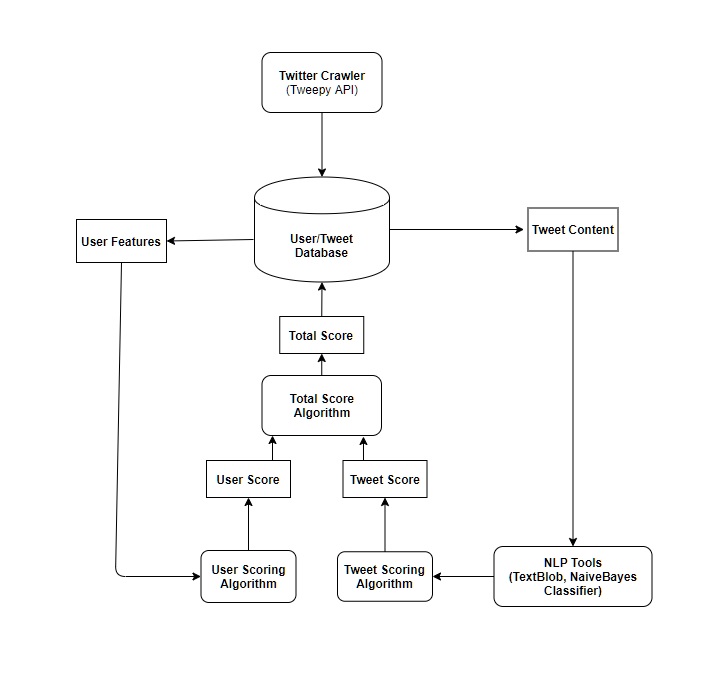 Twitter Crawler
(Tweepy API)
User/Tweet
Database
User Features
Tweet Content
Total Score
Total Score
Algorithm
User Score
Tweet Score
User Scoring
Algorithm
Tweet Scoring
Algorithm
NLP Tools
(TextBlob, NaiveBayes
Classifier)